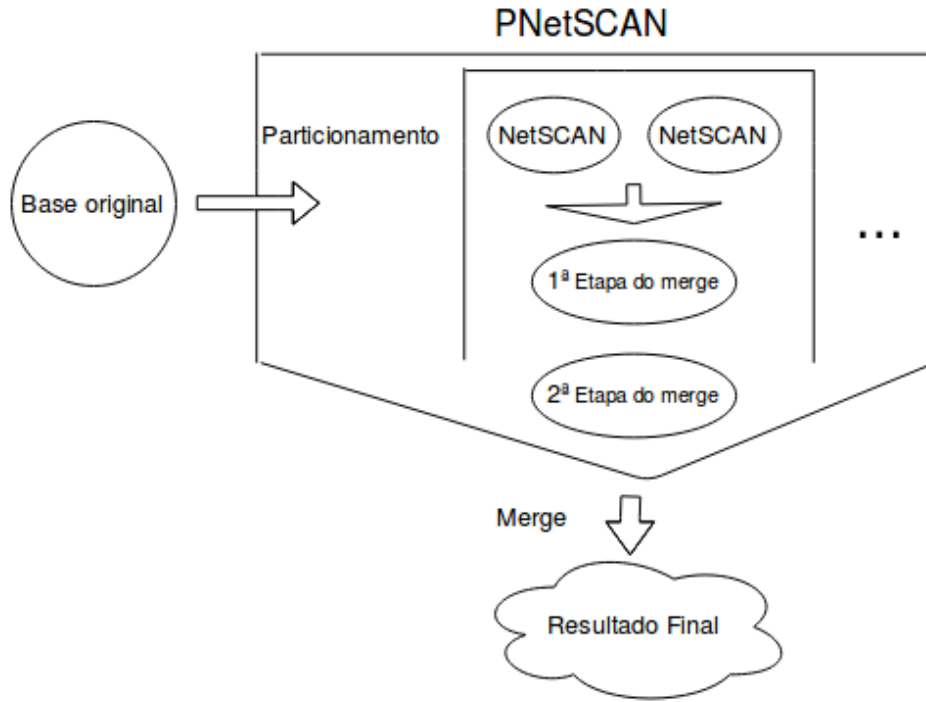 PNetSCAN
Particionamento
NetSCAN
NetSCAN
Base original
...
1ª Etapa do merge
2ª Etapa do merge
Merge
Resultado Final